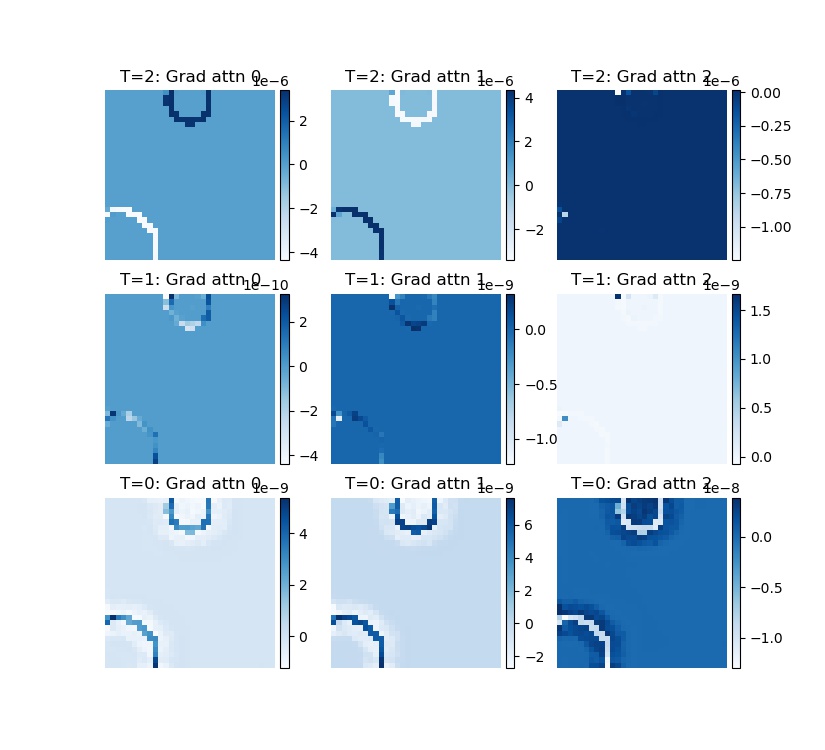 T=2: Grad attn 0
1e−6
2
0
−2
−4
T=2: Grad attn 1
1e−6
4
2
0
−2
T=2: Grad attn 2
1e−6
0.00
−0.25
−0.50
−0.75
−1.00
T=1: Grad attn 0
1e−10
2
0
−2
−4
T=1: Grad attn 1
1e−9
0.0
−0.5
−1.0
T=1: Grad attn 2
1e−9
1.5
1.0
0.5
0.0
T=0: Grad attn 0
1e−9
4
2
0
T=0: Grad attn 1
1e−9
6
4
2
0
−2
T=0: Grad attn 2
1e−8
0.0
−0.5
−1.0